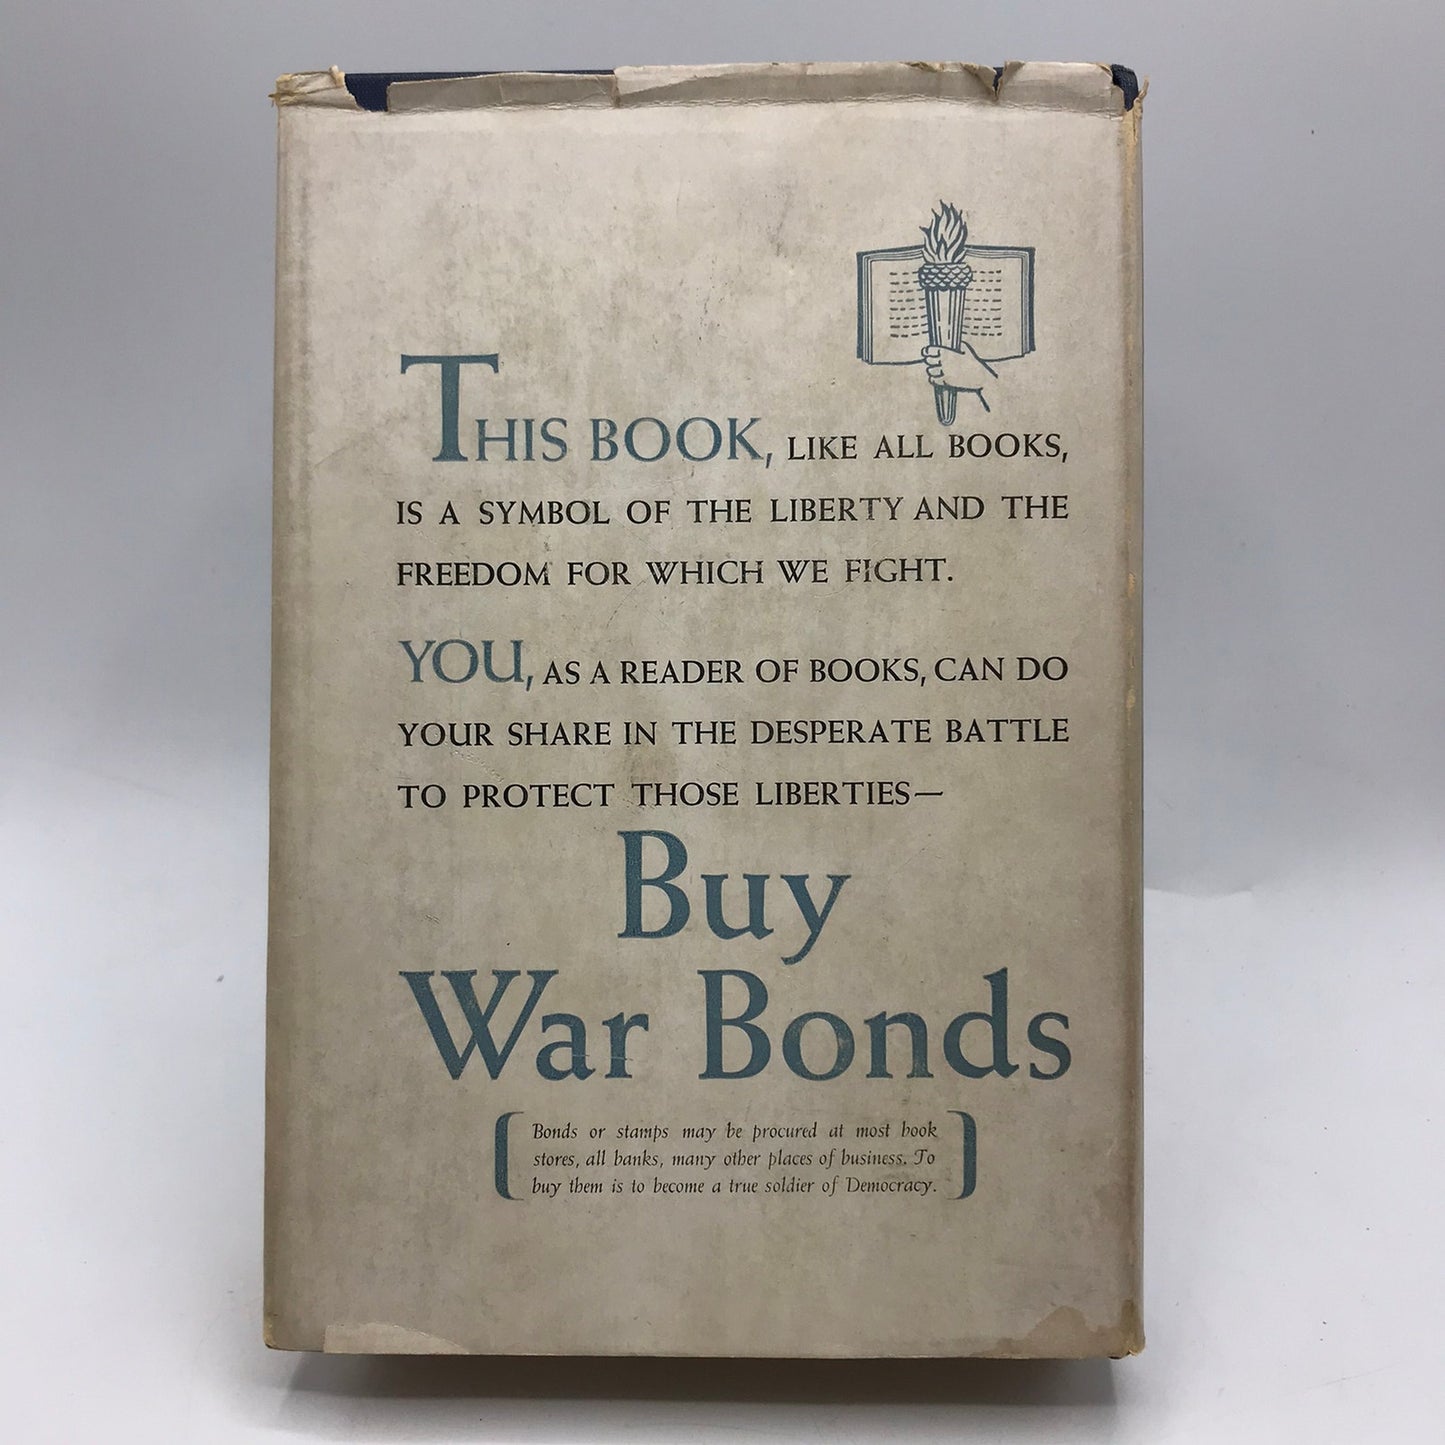 THIS BOOK, LIKE ALL BOOKS,
IS A SYMBOL OF THE LIBERTY AND THE
FREEDOM FOR WHICH WE FIGHT.
YOU, AS A READER OF BOOKS, CAN DO
YOUR SHARE IN THE DESPERATE BATTLE
TO PROTECT THOSE LIBERTIES—
Buy
War Bonds
Bonds or stamps may be procured at most book
stores, all banks, many other places of business. To
buy them is to become a true soldier of Democracy.